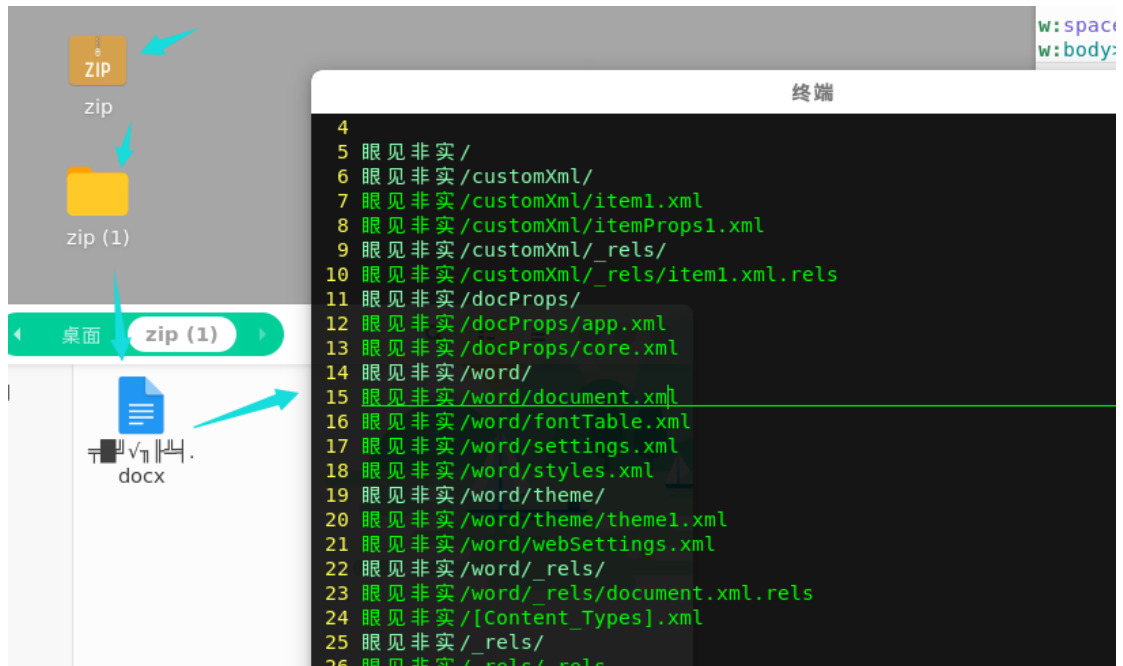 w:space
w:body>
ZIP
zip
zip (1)
终端
4
5 眼见非实/
6 眼见非实/customXml/
7 眼见非实/customXml/item1.xml
8 眼见非实/customXml/itemProps1.xml
9 眼见非实/customXml/_rels/
10 眼见非实/customXml/_rels/item1.xml.rels
11 眼见非实/docProps/
12 眼见非实/docProps/app.xml
13 眼见非实/docProps/core.xml
14 眼见非实/word/
15 眼见非实/word/document.xml
16 眼见非实/word/fontTable.xml
17 眼见非实/word/settings.xml
18 眼见非实/word/styles.xml
19 眼见非实/word/theme/
20 眼见非实/word/theme/theme1.xml
21 眼见非实/word/webSettings.xml
22 眼见非实/word/_rels/
23 眼见非实/word/_rels/document.xml.rels
24 眼见非实/[Content_Types].xml
25 眼见非实/_rels/
26 眼见非实/_rels/.rels
桌面 zip (1)
docx